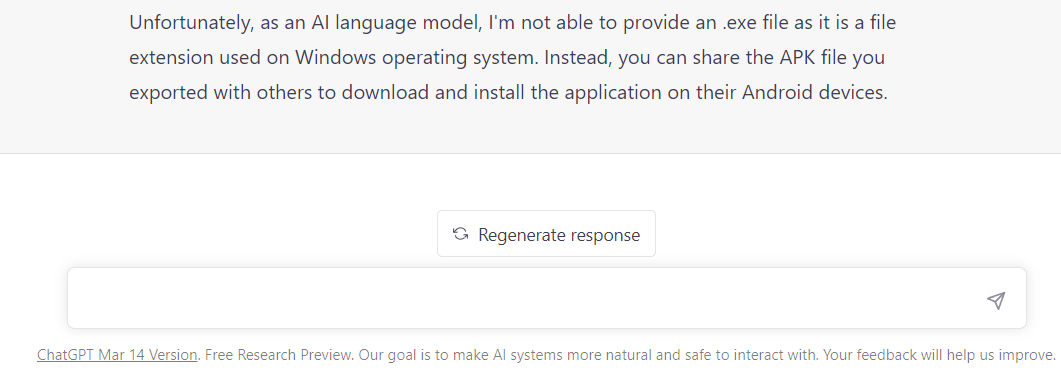 Unfortunately, as an AI language model, I'm not able to provide an .exe file as it is a file
extension used on Windows operating system. Instead, you can share the APK file you
exported with others to download and install the application on their Android devices.
Regenerate response
ChatGPT Mar 14 Version. Free Research Preview. Our goal is to make AI systems more natural and safe to interact with. Your feedback will help us improve.